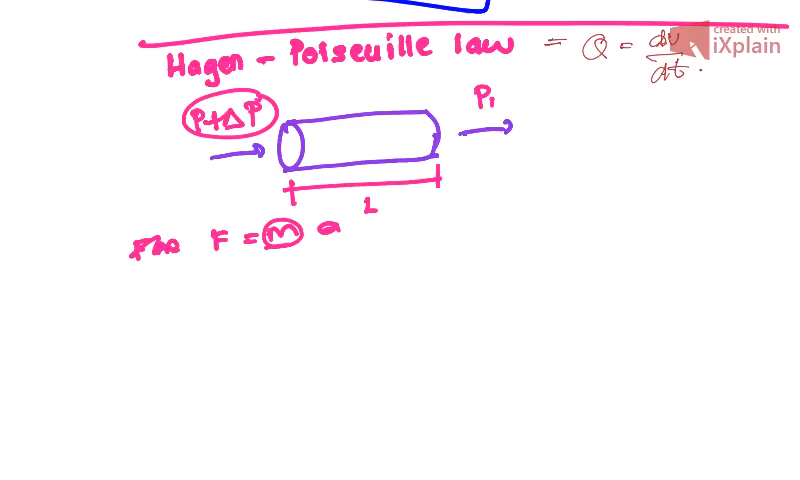 created with
iXplain
Hagen - Poiseuille law = Q = dv/dt.
P+ΔP
P₁
L
F = m a